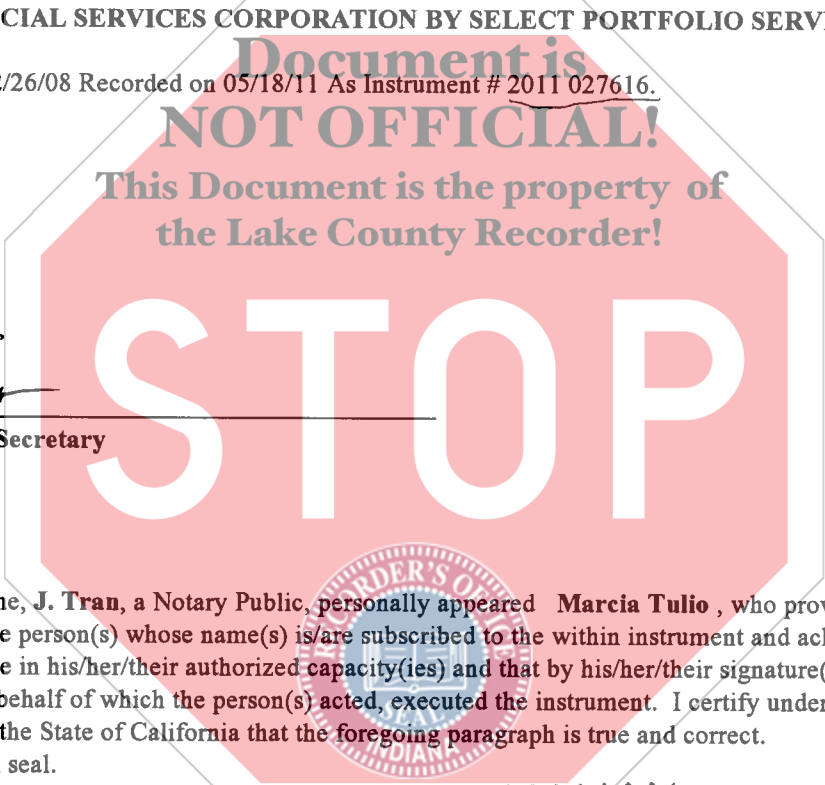 CIAL SERVICES CORPORATION BY SELECT PORTFOLIO SERV
Document is
/26/08 Recorded on 05/18/11 As Instrument # 2011 027616.
NOT OFFICIAL!
This Document is the property of
the Lake County Recorder!
STOP
Secretary
RECORDER'S OFFICE
ne, J. Tran, a Notary Public, personally appeared Marcia Tulio , who prov
e person(s) whose name(s) is/are subscribed to the within instrument and ac
e in his/her/their authorized capacity(ies) and that by his/her/their signature(
behalf of which the person(s) acted, executed the instrument. I certify under
the State of California that the foregoing paragraph is true and correct.
SEAL
INDIANA
seal.